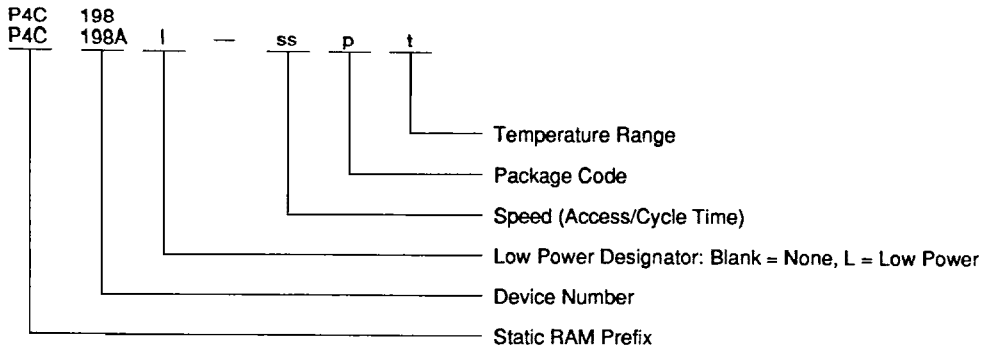 P4C 198
P4C 198A l — ss p t
Temperature Range
Package Code
Speed (Access/Cycle Time)
Low Power Designator: Blank = None, L = Low Power
Device Number
Static RAM Prefix